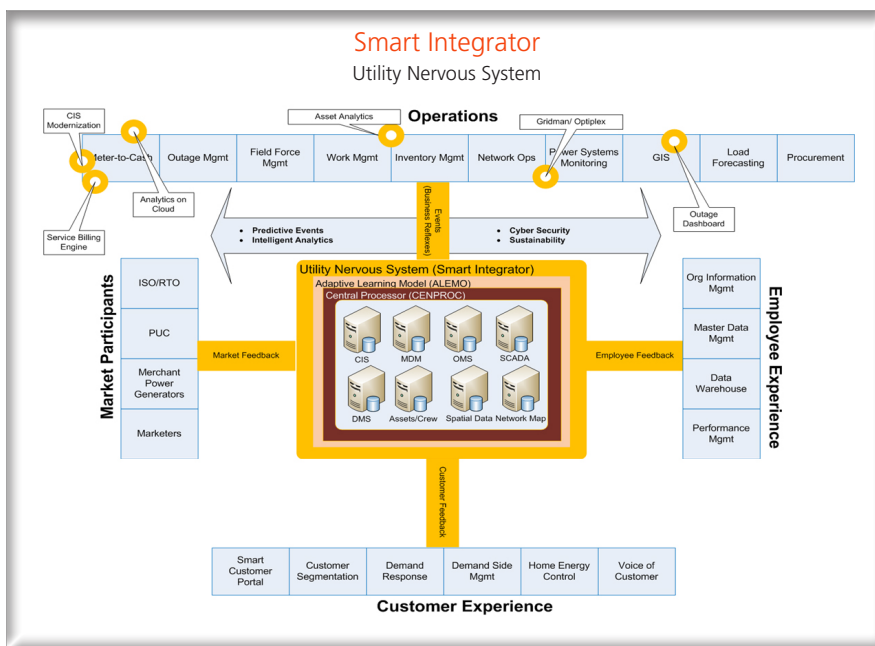 Smart Integrator
Utility Nervous System
CIS
Modernization
Asset Analytics
Operations
Gridman/ Optiplex
Meter-to-Cash
Outage Mgmt
Field Force
Mgmt
Work Mgmt
Inventory Mgmt
Network Ops
Power Systems
Monitoring
GIS
Load
Forecasting
Procurement
Analytics on
Cloud
Service Billing
Engine
Outage
Dashboard
Events
(Business Reflexes)
• Predictive Events
• Intelligent Analytics
• Cyber Security
• Sustainability
Market Participants
ISO/RTO
PUC
Merchant
Power
Generators
Marketers
Market Feedback
Utility Nervous System (Smart Integrator)
Adaptive Learning Model (ALEMO)
Central Processor (CENPROC)
CIS
MDM
OMS
SCADA
DMS
Assets/Crew
Spatial Data
Network Map
Employee Feedback
Org Information
Mgmt
Master Data
Mgmt
Data
Warehouse
Performance
Mgmt
Employee Experience
Customer Feedback
Smart
Customer
Portal
Customer
Segmentation
Demand
Response
Demand Side
Mgmt
Home Energy
Control
Voice of
Customer
Customer Experience